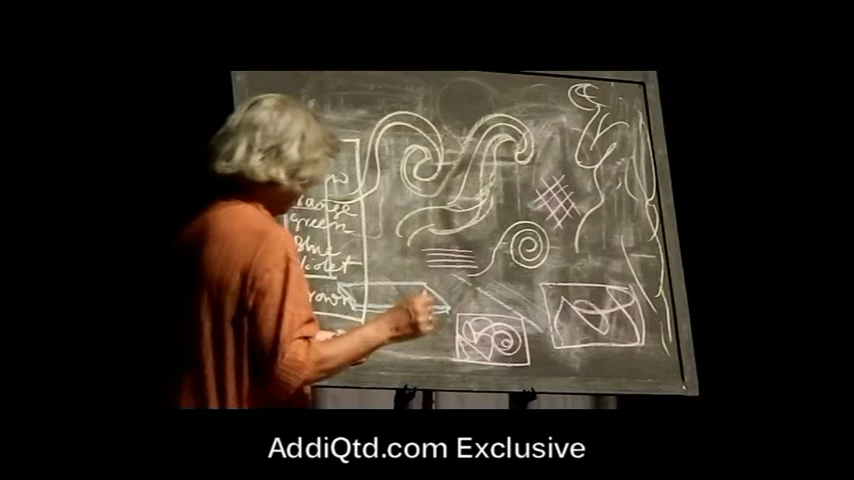 orange
green
Blue
violet
Brown
AddiQtd.com Exclusive